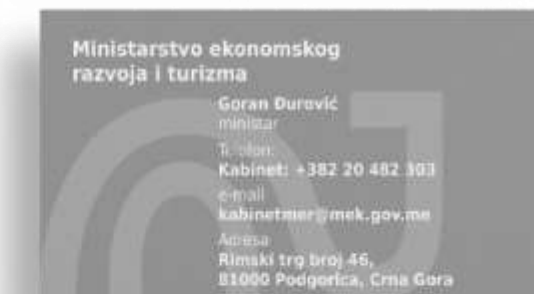 Ministarstvo ekonomskog
razvoja i turizma
Goran Đurović
ministar
Telefon:
Kabinet: +382 20 482 303
e-mail
kabinetmer@mek.gov.me
Adresa
Rimski trg broj 46,
81000 Podgorica, Crna Gora